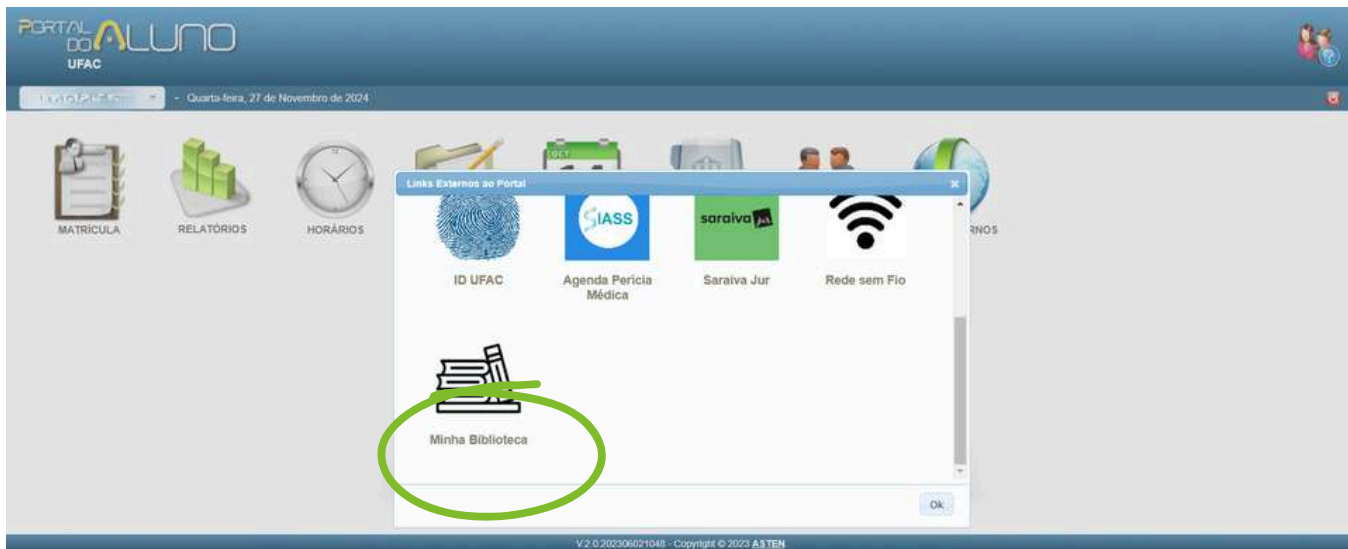 PORTAL
DO ALUNO
UFAC
- Quarta-feira, 27 de Novembro de 2024
OCT
MATRÍCULA
RELATÓRIOS
HORÁRIOS
Links Externos ao Portal
SIASS
saraiva jur
ID UFAC
Agenda Perícia
Médica
Saraiva Jur
Rede sem Fio
RNOS
Minha Biblioteca
Ok
V.2.0.202306021048 - Copyright © 2023 ASTEN